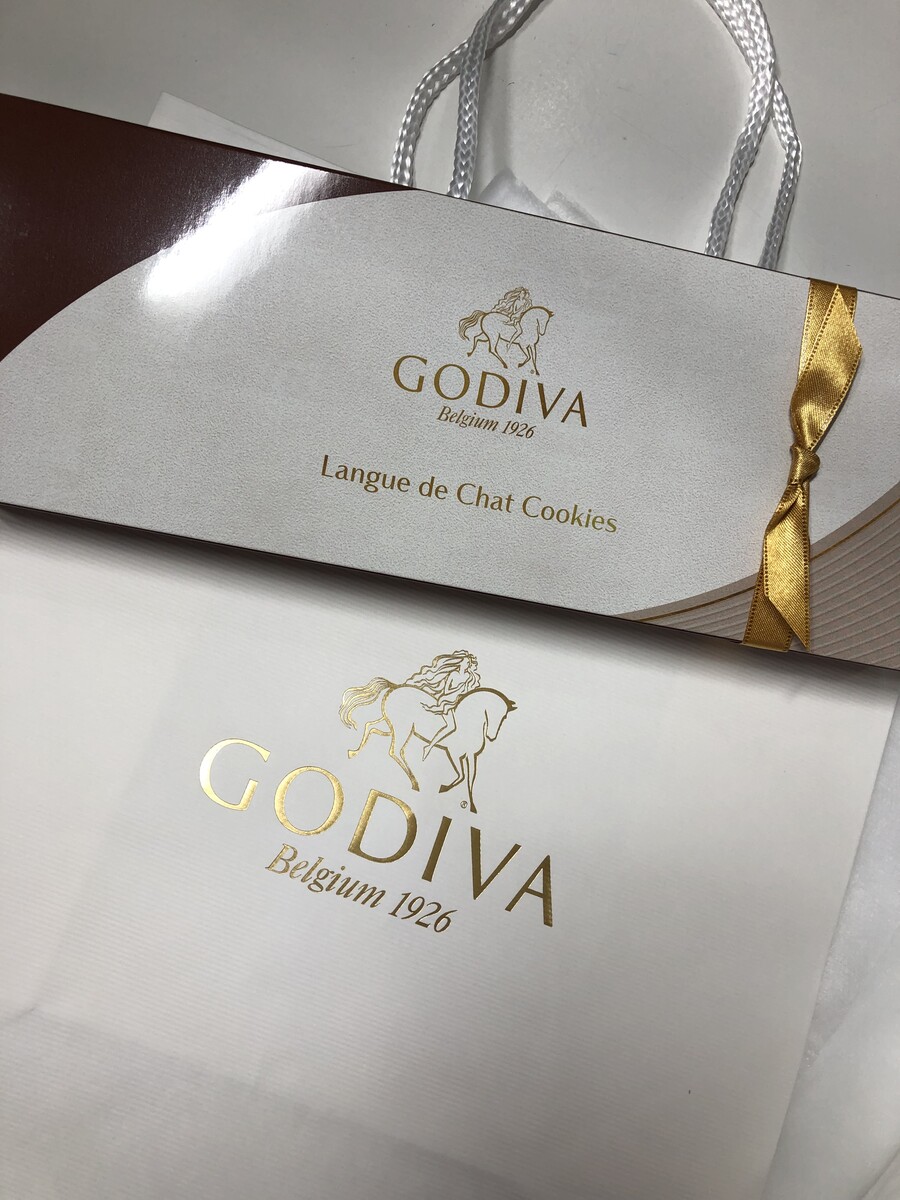 GODIVA
Belgium 1926
Langue de Chat Cookies
GODIVA
Belgium 1926